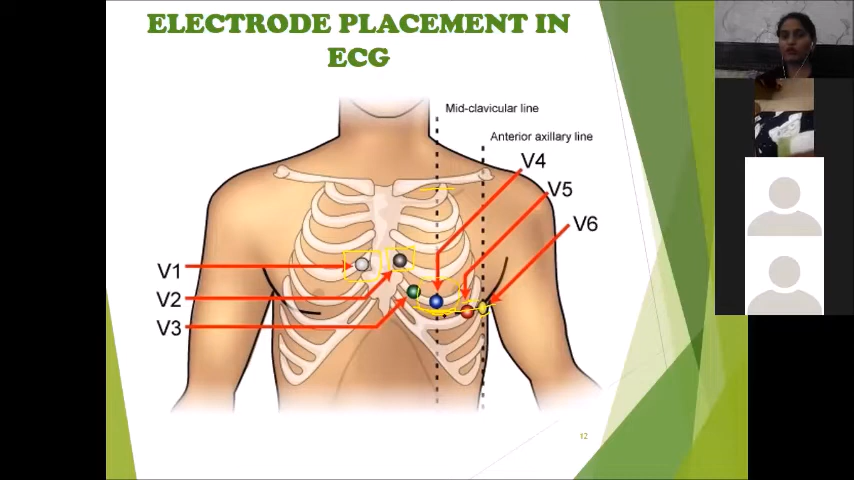 ELECTRODE PLACEMENT IN
ECG
Mid-clavicular line
Anterior axillary line
V4
V5
V6
V1
V2
V3
12